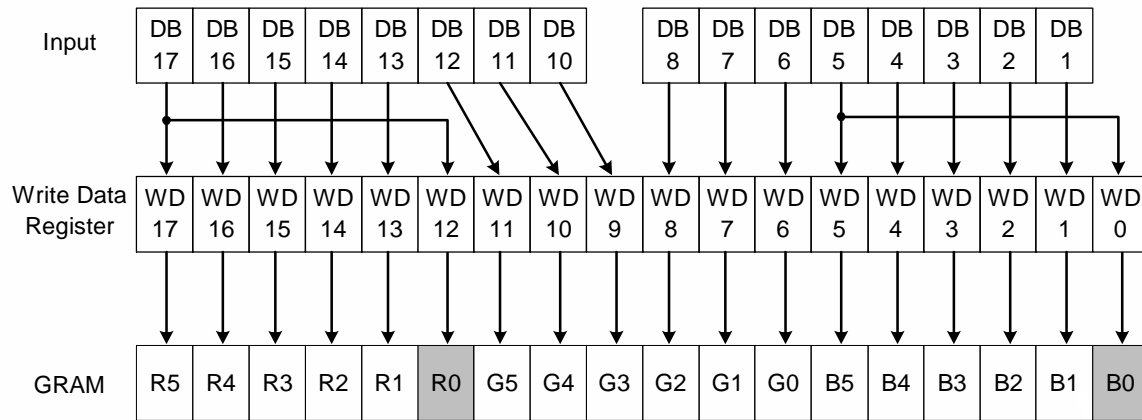 Input
DB DB DB DB DB DB DB DB DB DB DB DB DB DB DB DB
17 16 15 14 13 12 11 10 8 7 6 5 4 3 2 1
Write Data
Register
WD WD WD WD WD WD WD WD WD WD WD WD WD WD WD WD WD WD
17 16 15 14 13 12 11 10 9 8 7 6 5 4 3 2 1 0
GRAM R5 R4 R3 R2 R1 R0 G5 G4 G3 G2 G1 G0 B5 B4 B3 B2 B1 B0